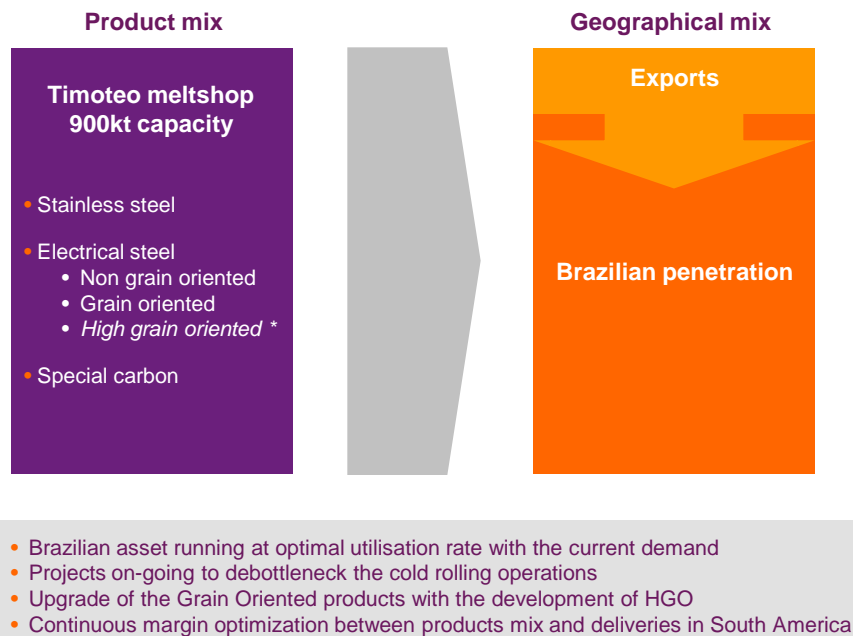 Product mix
Geographical mix
Timoteo meltshop
900kt capacity
• Stainless steel
• Electrical steel
• Non grain oriented
• Grain oriented
• High grain oriented *
• Special carbon
Exports
Brazilian penetration
• Brazilian asset running at optimal utilisation rate with the current demand
• Projects on-going to debottleneck the cold rolling operations
• Upgrade of the Grain Oriented products with the development of HGO
• Continuous margin optimization between products mix and deliveries in South America